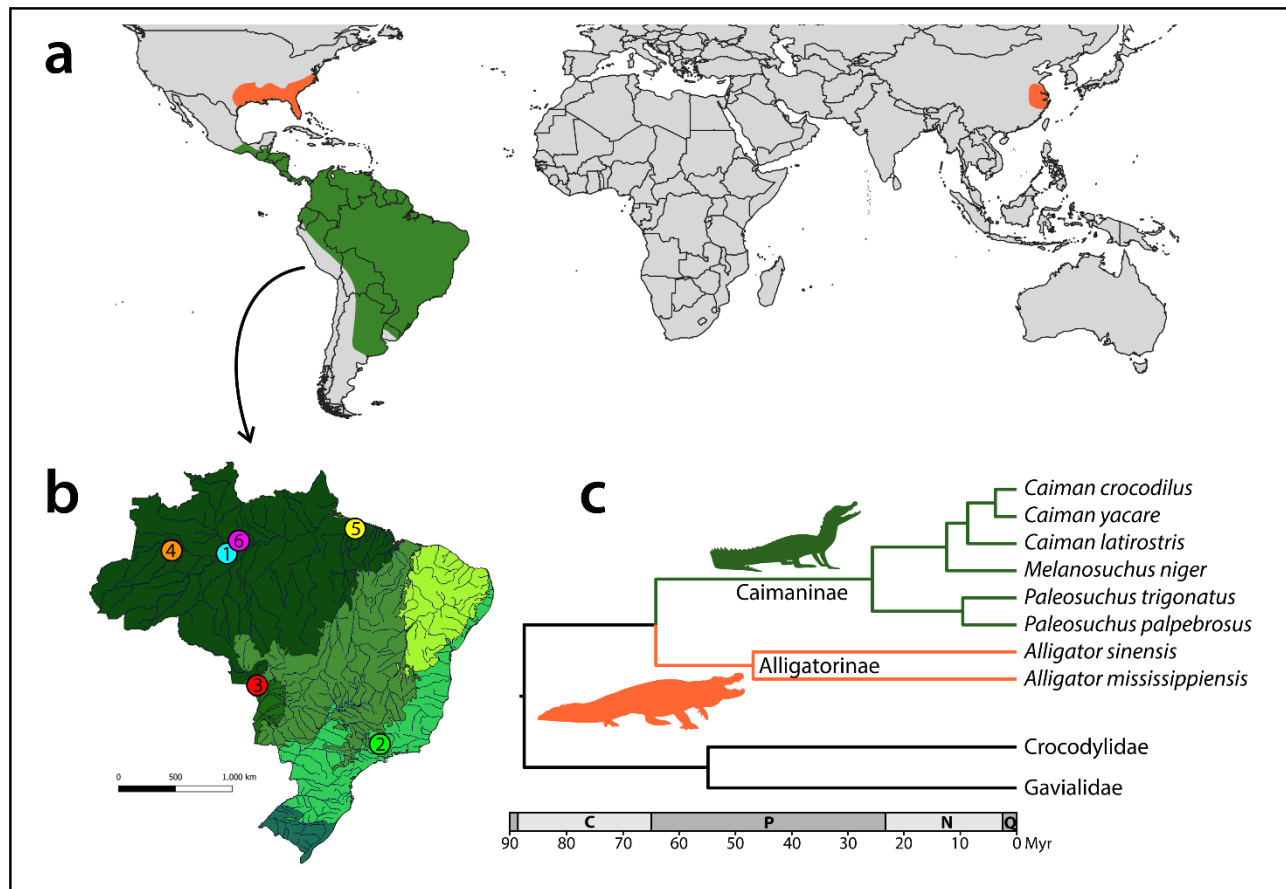 a
b
4
1
6
5
3
2
0 500 1.000 km
c
Caiman crocodilus
Caiman yacare
Caiman latirostris
Melanosuchus niger
Paleosuchus trigonatus
Paleosuchus palpebrosus
Alligator sinensis
Alligator mississippiensis
Caimaninae
Alligatorinae
Crocodylidae
Gavialidae
C P N Q
90 80 70 60 50 40 30 20 10 0 Myr